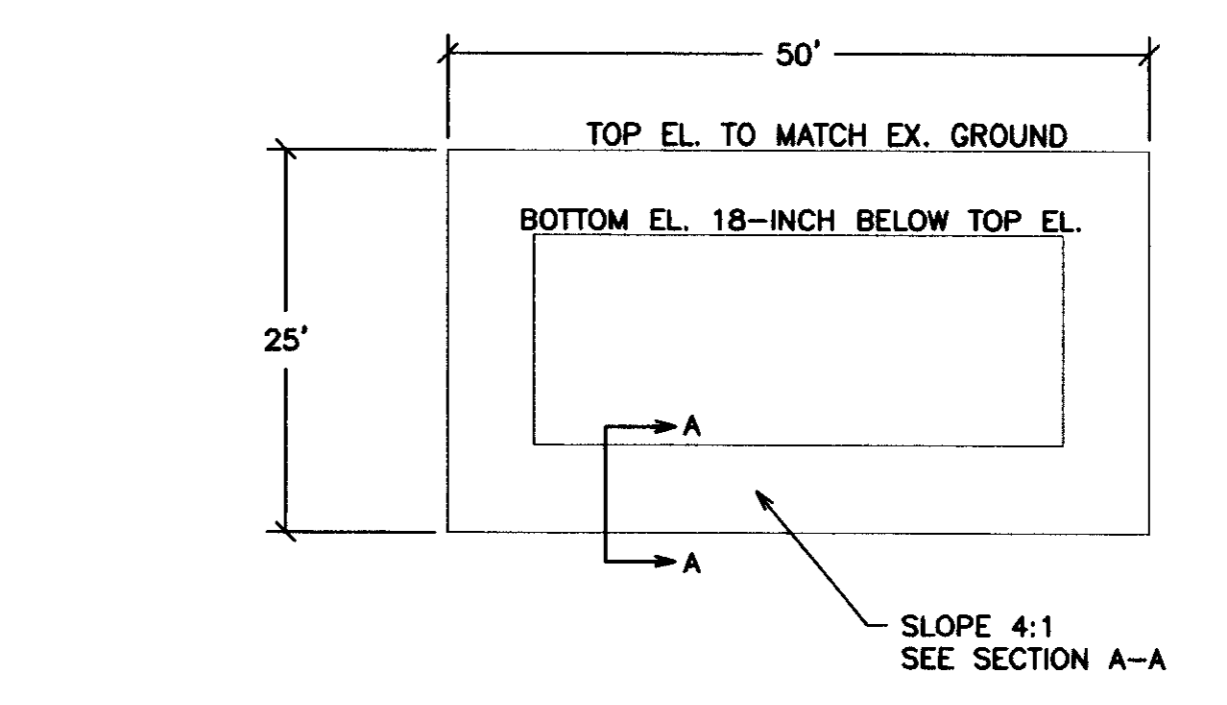 50'
TOP EL. TO MATCH EX. GROUND
BOTTOM EL. 18-INCH BELOW TOP EL.
25'
A
A
SLOPE 4:1
SEE SECTION A-A